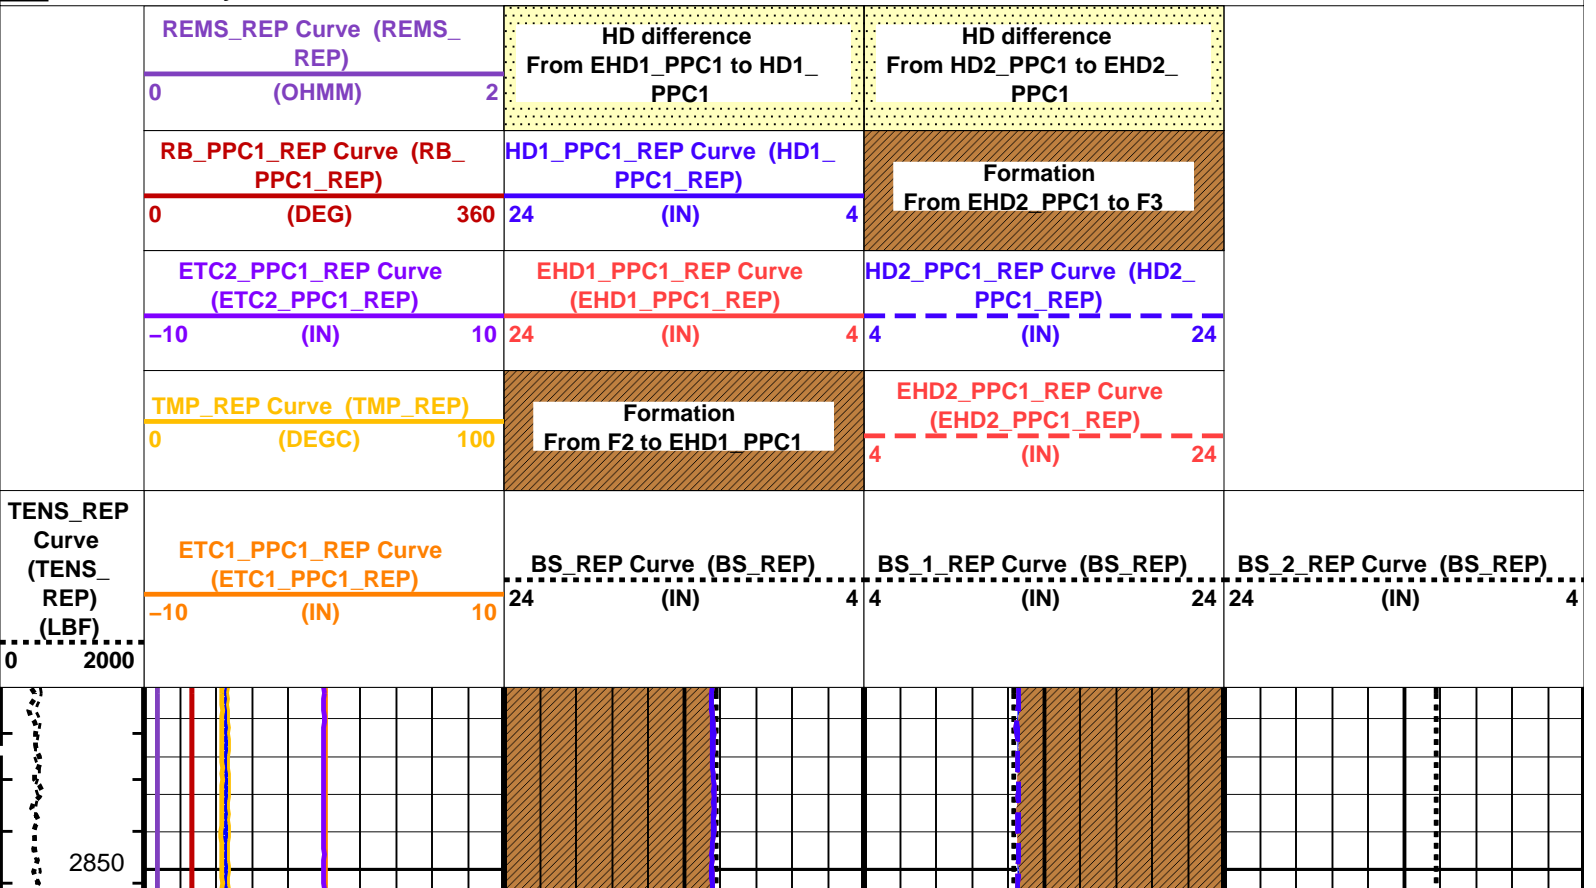 REMS_REP Curve (REMS_
REP)
0 (OHMM) 2
HD difference
From EHD1_PPC1 to HD1_
PPC1
HD difference
From HD2_PPC1 to EHD2_
PPC1
RB_PPC1_REP Curve (RB_
PPC1_REP)
0 (DEG) 360
HD1_PPC1_REP Curve (HD1_
PPC1_REP)
24 (IN) 4
Formation
From EHD2_PPC1 to F3
ETC2_PPC1_REP Curve
(ETC2_PPC1_REP)
−10 (IN) 10
EHD1_PPC1_REP Curve
(EHD1_PPC1_REP)
24 (IN) 4
HD2_PPC1_REP Curve (HD2_
PPC1_REP)
4 (IN) 24
TMP_REP Curve (TMP_REP)
0 (DEGC) 100
Formation
From F2 to EHD1_PPC1
EHD2_PPC1_REP Curve
(EHD2_PPC1_REP)
4 (IN) 24
TENS_REP
Curve
(TENS_
REP)
(LBF)
0 2000
ETC1_PPC1_REP Curve
(ETC1_PPC1_REP)
−10 (IN) 10
BS_REP Curve (BS_REP)
24 (IN) 4
BS_1_REP Curve (BS_REP)
4 (IN) 24
BS_2_REP Curve (BS_REP)
24 (IN) 4
2850